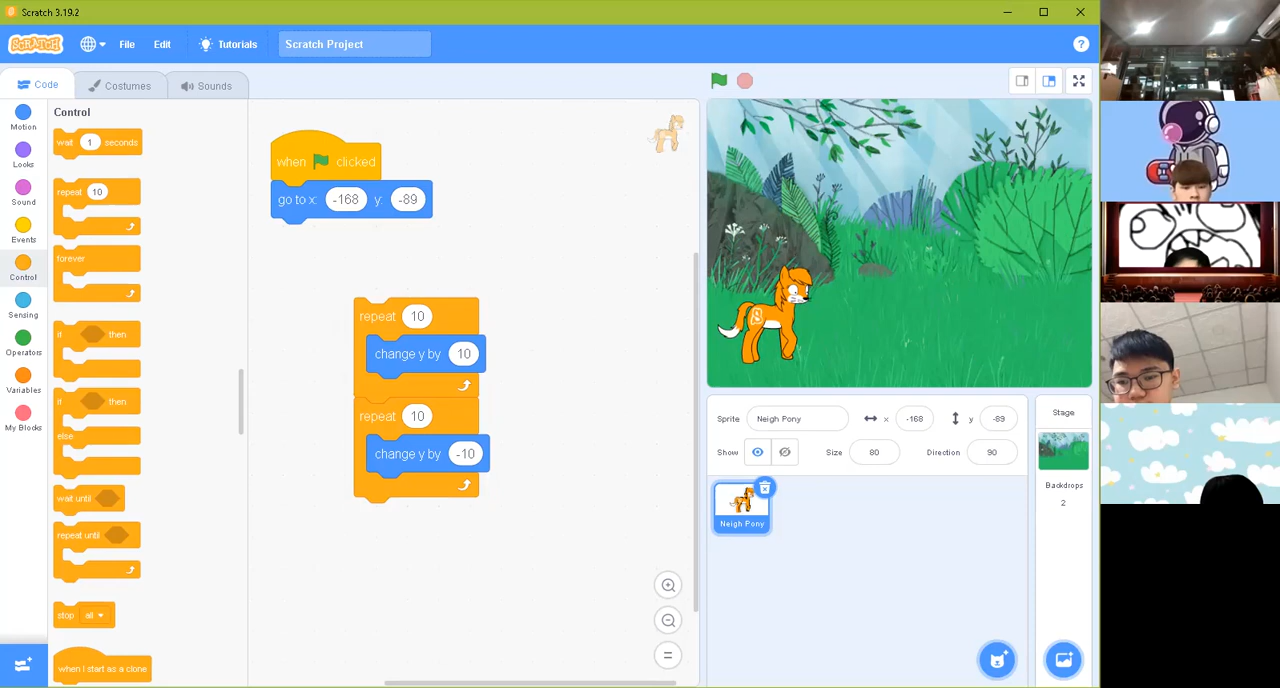 Scratch 3.19.2
SCRATCH
File Edit Tutorials Scratch Project ?
Code Costumes Sounds
Motion
Looks
Sound
Events
Control
Sensing
Operators
Variables
My Blocks
Control
wait 1 seconds
repeat 10
forever
if then
if then
else
wait until
repeat until
stop all
when I start as a clone
when clicked
go to x: -168 y: -89
repeat 10
change y by 10
repeat 10
change y by -10
Sprite Neigh Pony x -168 y -89
Show Size 80 Direction 90
Neigh Pony
Stage
Backdrops
2